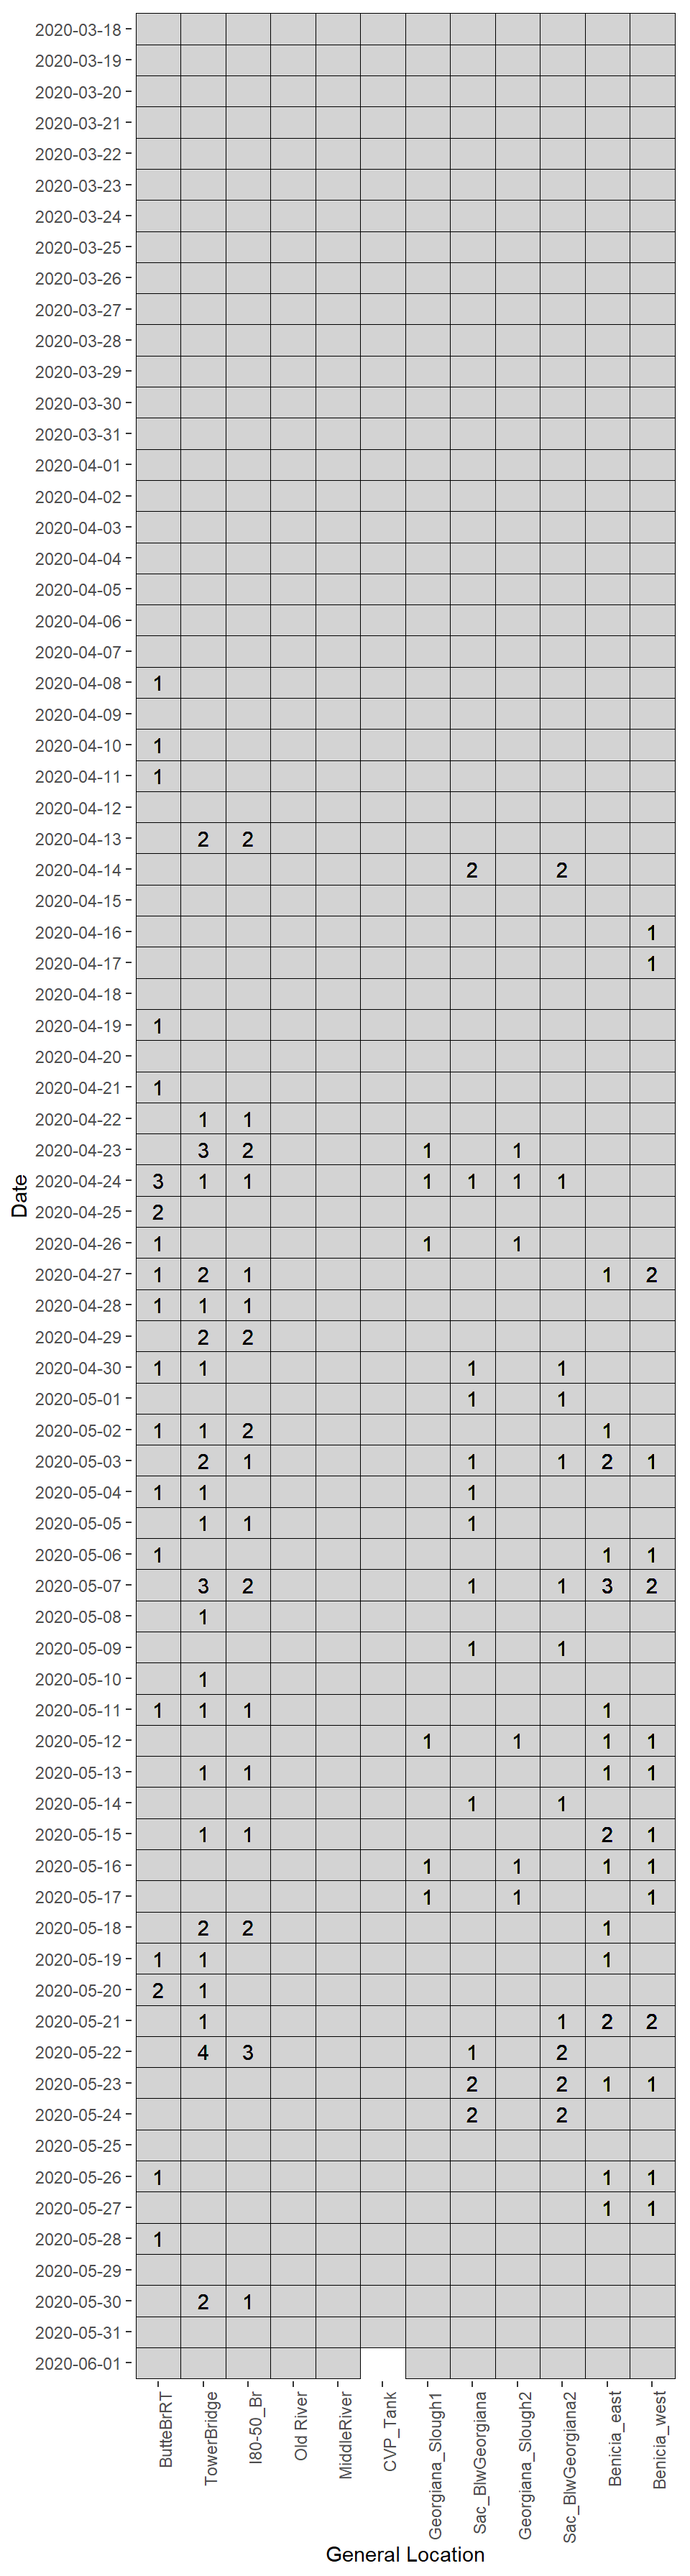 2020-03-18
2020-03-19
2020-03-20
2020-03-21
2020-03-22
2020-03-23
2020-03-24
2020-03-25
2020-03-26
2020-03-27
2020-03-28
2020-03-29
2020-03-30
2020-03-31
2020-04-01
2020-04-02
2020-04-03
2020-04-04
2020-04-05
2020-04-06
2020-04-07
2020-04-08 1
2020-04-09
2020-04-10 1
2020-04-11 1
2020-04-12
2020-04-13 2 2
2020-04-14 2 2
2020-04-15
2020-04-16 1
2020-04-17 1
2020-04-18
2020-04-19 1
2020-04-20
2020-04-21 1
2020-04-22 1 1
2020-04-23 3 2 1 1
2020-04-24 3 1 1 1 1 1 1
2020-04-25 2
2020-04-26 1 1 1
2020-04-27 1 2 1 1 2
2020-04-28 1 1 1
2020-04-29 2 2
2020-04-30 1 1 1 1
2020-05-01 1 1
2020-05-02 1 1 2 1
2020-05-03 2 1 1 1 2 1
2020-05-04 1 1 1
2020-05-05 1 1 1
2020-05-06 1 1 1
2020-05-07 3 2 1 1 3 2
2020-05-08 1
2020-05-09 1 1
2020-05-10 1
2020-05-11 1 1 1 1
2020-05-12 1 1 1 1
2020-05-13 1 1 1 1
2020-05-14 1 1
2020-05-15 1 1 2 1
2020-05-16 1 1 1 1
2020-05-17 1 1 1
2020-05-18 2 2 1
2020-05-19 1 1 1
2020-05-20 2 1
2020-05-21 1 1 2 2
2020-05-22 4 3 1 2
2020-05-23 2 2 1 1
2020-05-24 2 2
2020-05-25
2020-05-26 1 1 1
2020-05-27 1 1
2020-05-28 1
2020-05-29
2020-05-30 2 1
2020-05-31
2020-06-01
Date
ButteBrRT
TowerBridge
I80-50_Br
Old River
MiddleRiver
CVP_Tank
Georgiana_Slough1
Sac_BlwGeorgiana
Georgiana_Slough2
Sac_BlwGeorgiana2
Benicia_east
Benicia_west
General Location